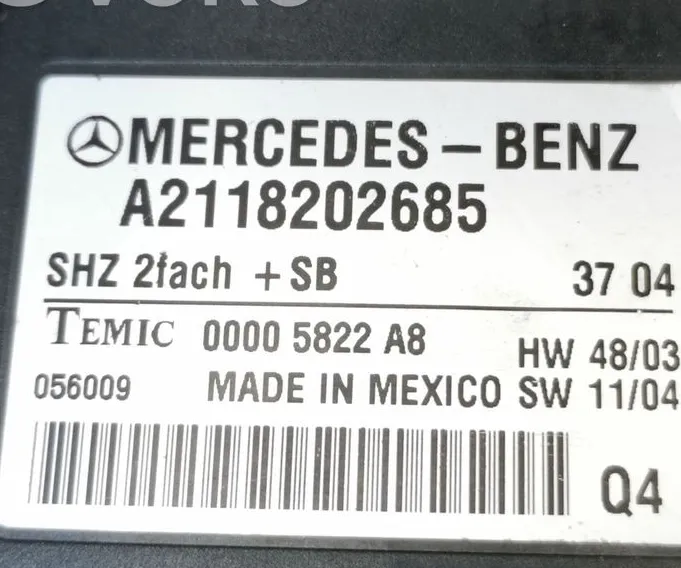 MERCEDES-BENZ
A2118202685
SHZ 2fach + SB 37 04
TEMIC 0000 5822 A8 HW 48/03
056009 MADE IN MEXICO SW 11/04
Q4